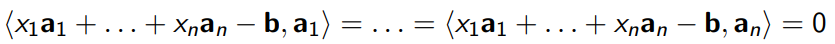 ⟨x₁a₁ + … + xₙaₙ − b, a₁⟩ = … = ⟨x₁a₁ + … + xₙaₙ − b, aₙ⟩ = 0